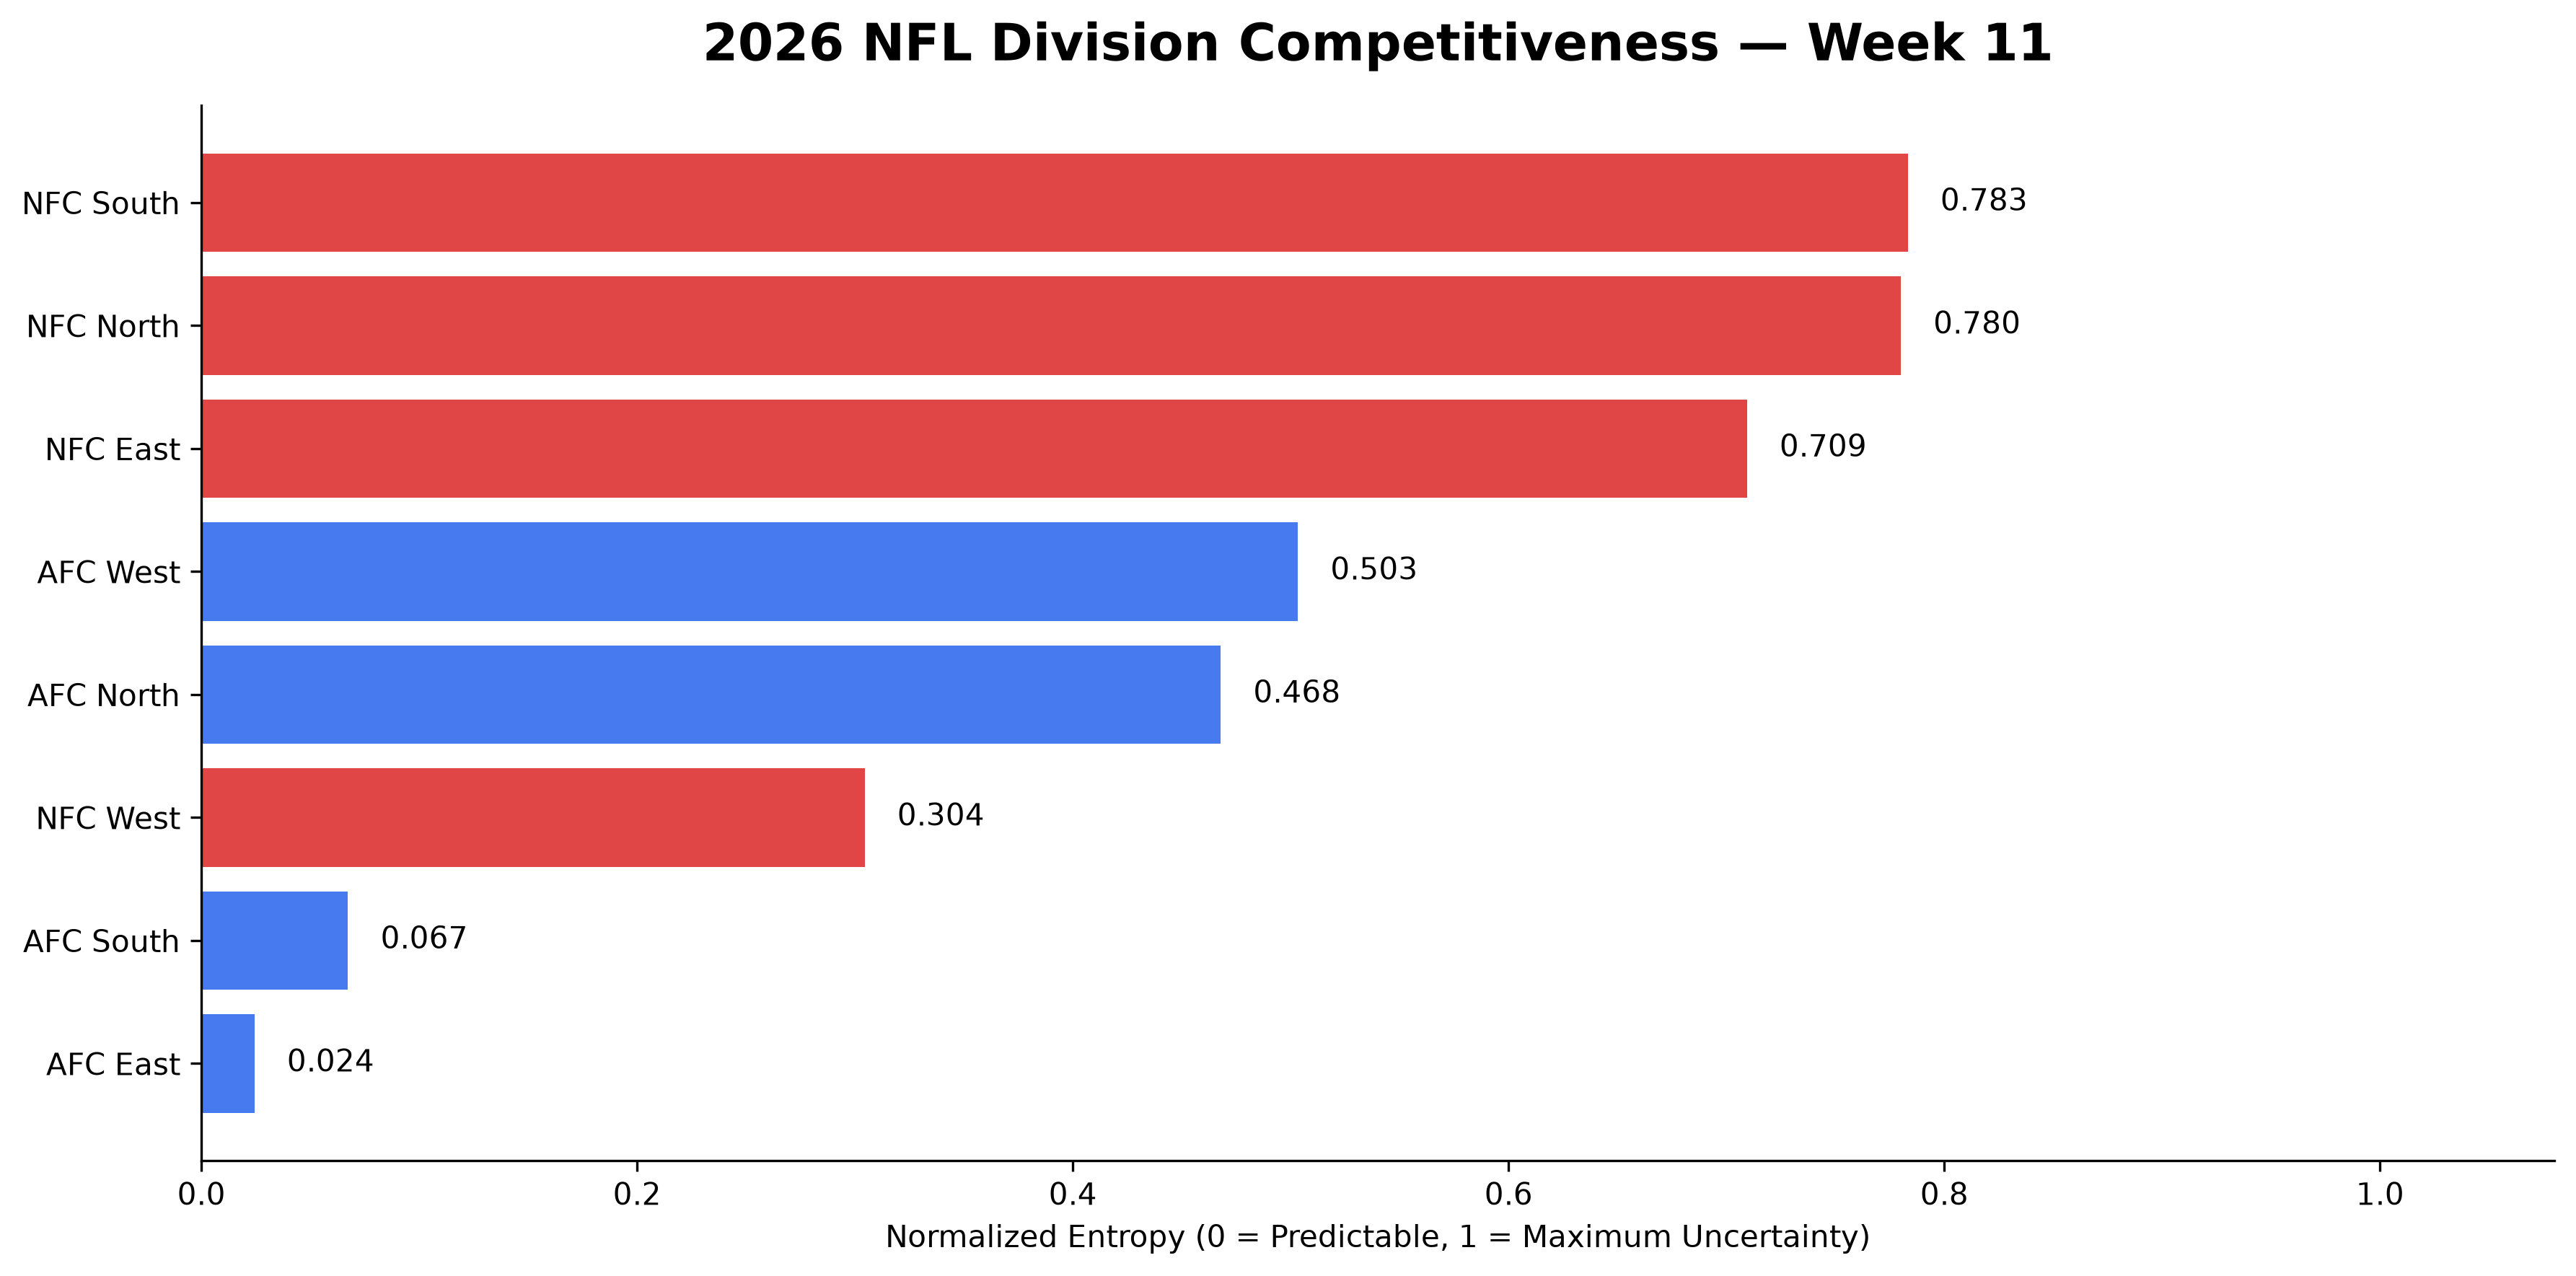 2026 NFL Division Competitiveness — Week 11
NFC South 0.783
NFC North 0.780
NFC East 0.709
AFC West 0.503
AFC North 0.468
NFC West 0.304
AFC South 0.067
AFC East 0.024
0.0 0.2 0.4 0.6 0.8 1.0
Normalized Entropy (0 = Predictable, 1 = Maximum Uncertainty)